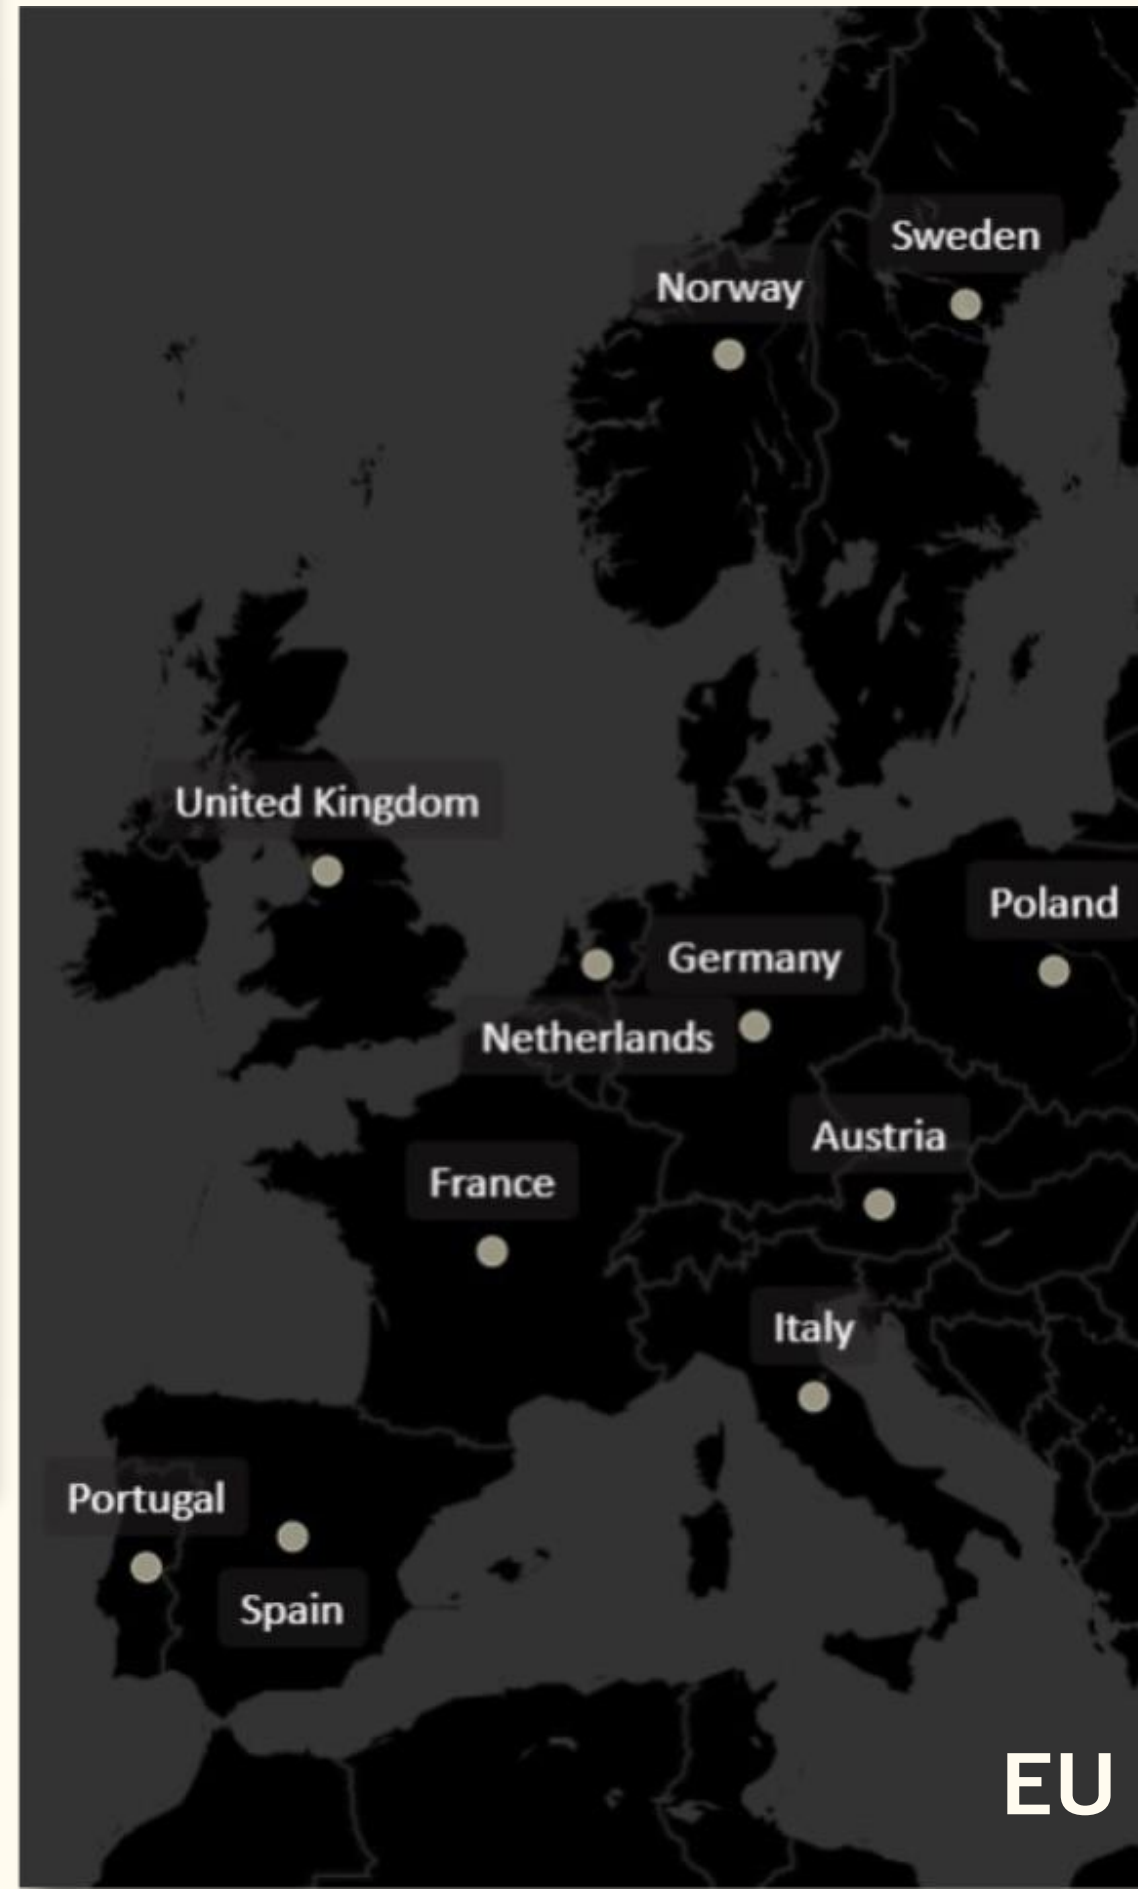 Sweden
Norway
United Kingdom
Poland
Germany
Netherlands
Austria
France
Italy
Portugal
Spain
EU